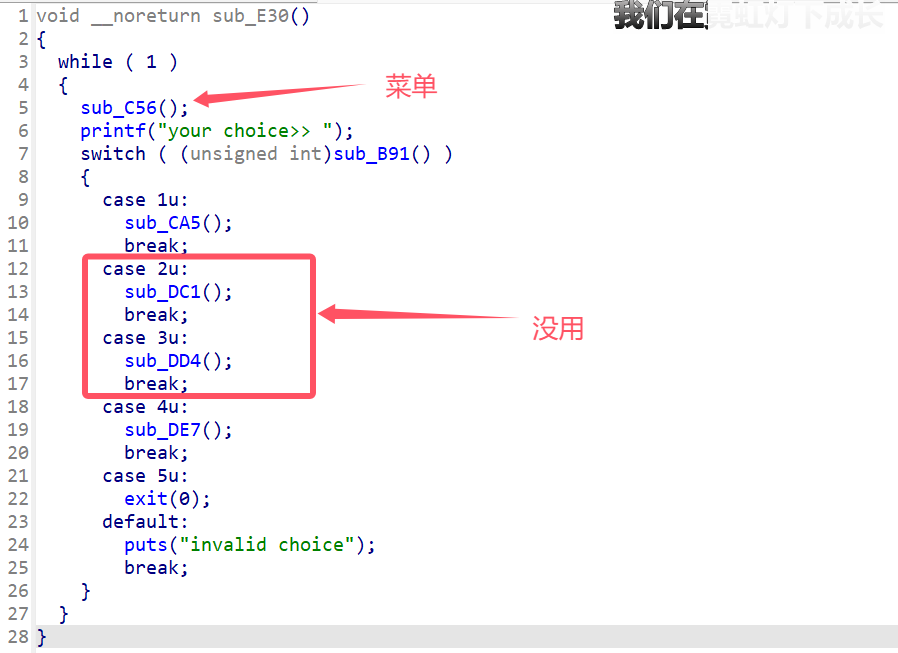 我们在霓虹灯下成长
1 void __noreturn sub_E30()
2 {
3 while ( 1 )
4 {
5 sub_C56(); 菜单
6 printf("your choice>> ");
7 switch ( (unsigned int)sub_B91() )
8 {
9 case 1u:
10 sub_CA5();
11 break;
12 case 2u:
13 sub_DC1();
14 break; 没用
15 case 3u:
16 sub_DD4();
17 break;
18 case 4u:
19 sub_DE7();
20 break;
21 case 5u:
22 exit(0);
23 default:
24 puts("invalid choice");
25 break;
26 }
27 }
28 }